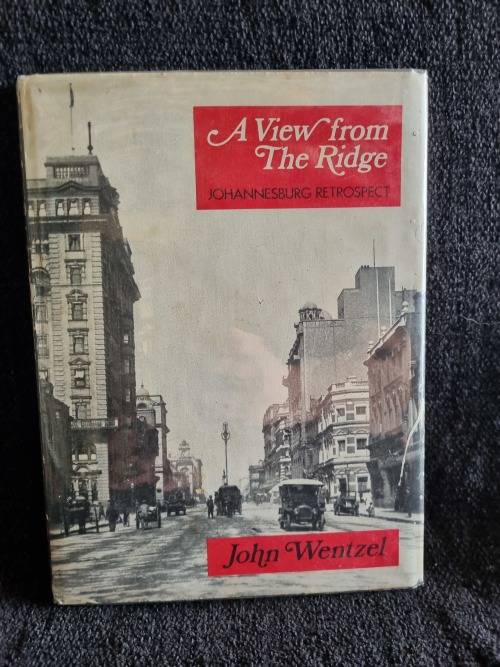 A View from
The Ridge
JOHANNESBURG RETROSPECT
John Wentzel